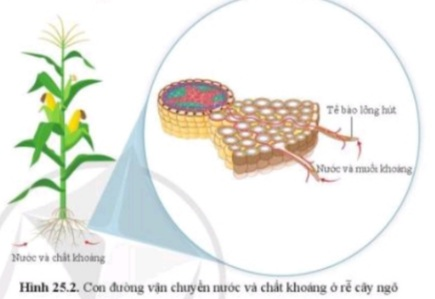 Tế bào lông hút
Nước và muối khoáng
Nước và chất khoáng
Hình 25.2. Con đường vận chuyển nước và chất khoáng ở rễ cây ngô